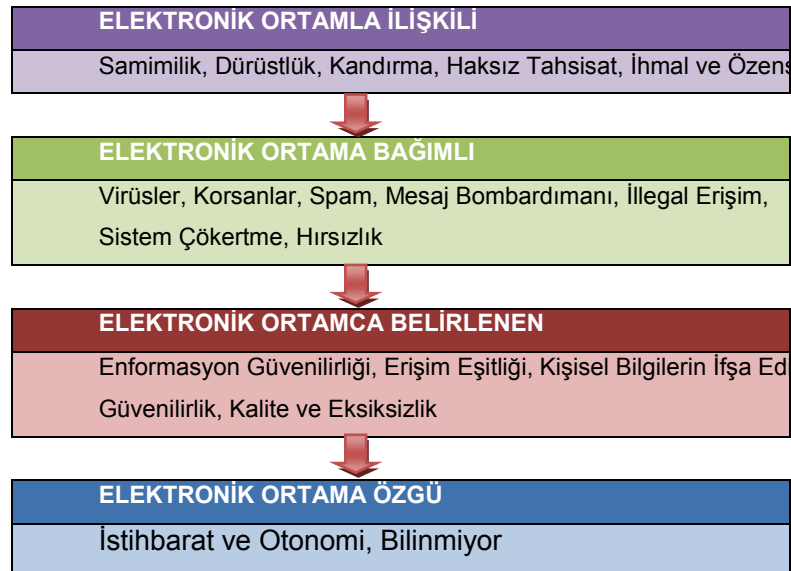 ELEKTRONİK ORTAMLA İLİŞKİLİ
Samimilik, Dürüstlük, Kandırma, Haksız Tahsisat, İhmal ve Özens
ELEKTRONİK ORTAMA BAĞIMLI
Virüsler, Korsanlar, Spam, Mesaj Bombardımanı, İllegal Erişim,
Sistem Çökertme, Hırsızlık
ELEKTRONİK ORTAMCA BELİRLENEN
Enformasyon Güvenilirliği, Erişim Eşitliği, Kişisel Bilgilerin İfşa Ed
Güvenilirlik, Kalite ve Eksiksizlik
ELEKTRONİK ORTAMA ÖZGÜ
İstihbarat ve Otonomi, Bilinmiyor